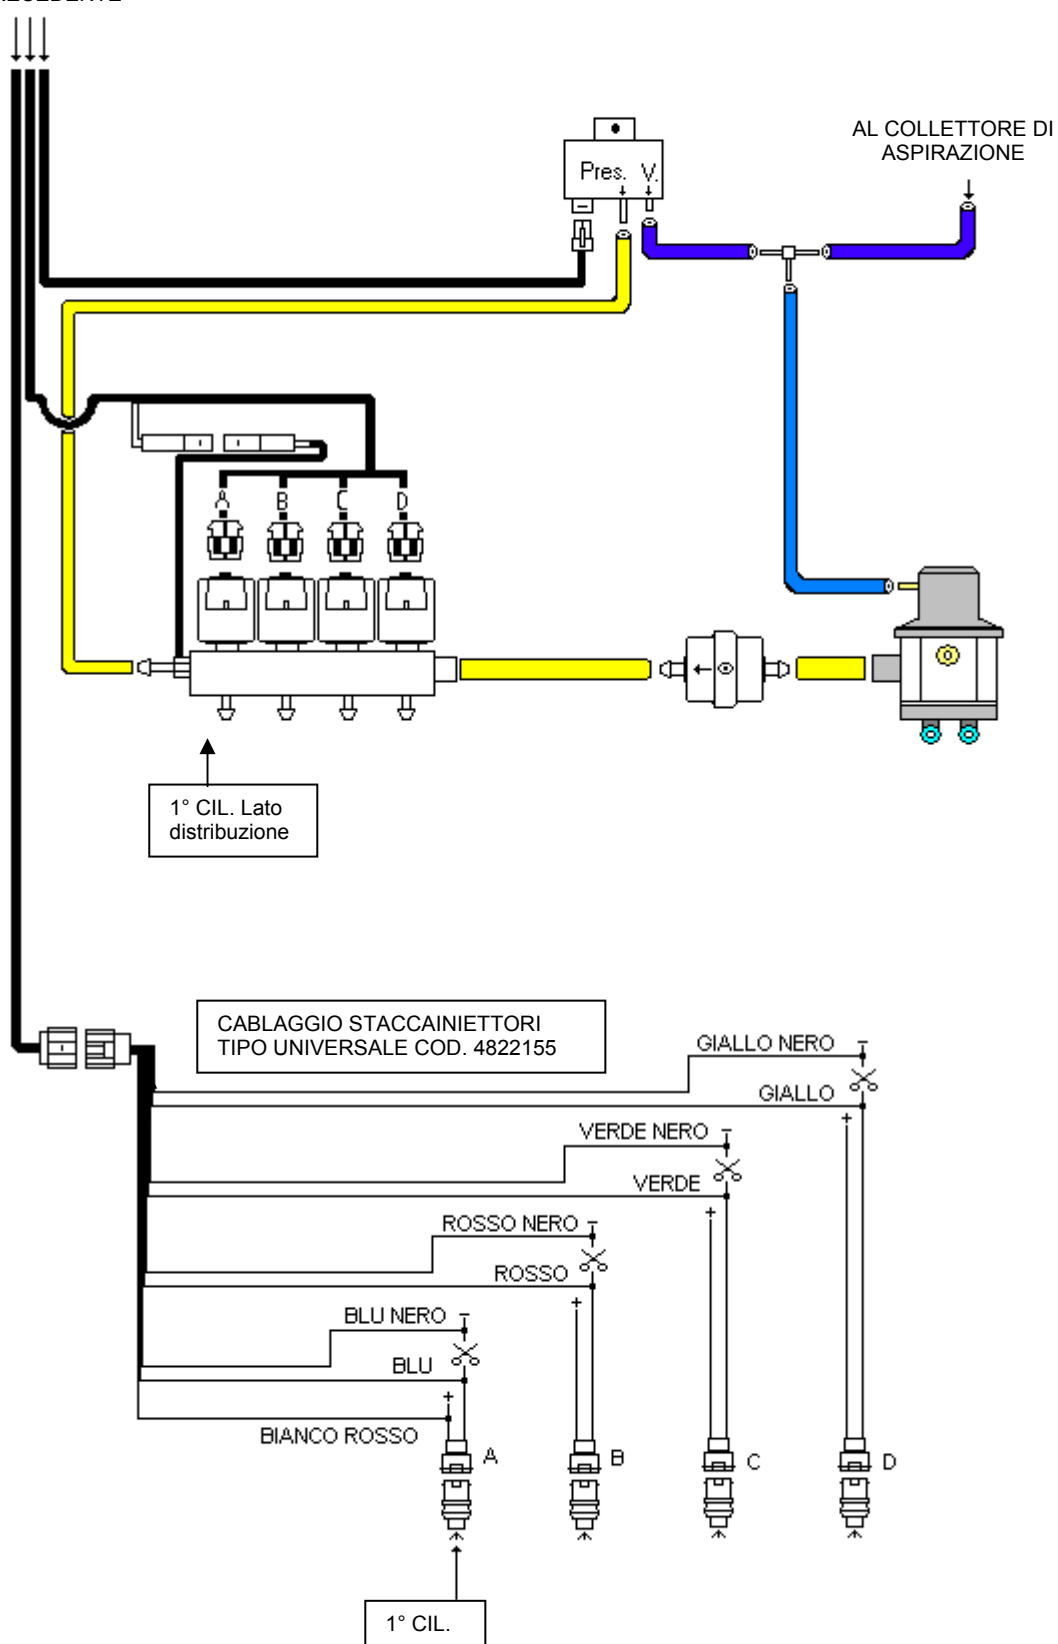 AL COLLETTORE DI
ASPIRAZIONE
Pres. V.
A B C D
1° CIL. Lato
distribuzione
CABLAGGIO STACCAINIETTORI
TIPO UNIVERSALE COD. 4822155
GIALLO NERO -
GIALLO
+
VERDE NERO -
VERDE
+
ROSSO NERO -
ROSSO
+
BLU NERO -
BLU
+
BIANCO ROSSO
A B C D
1° CIL.